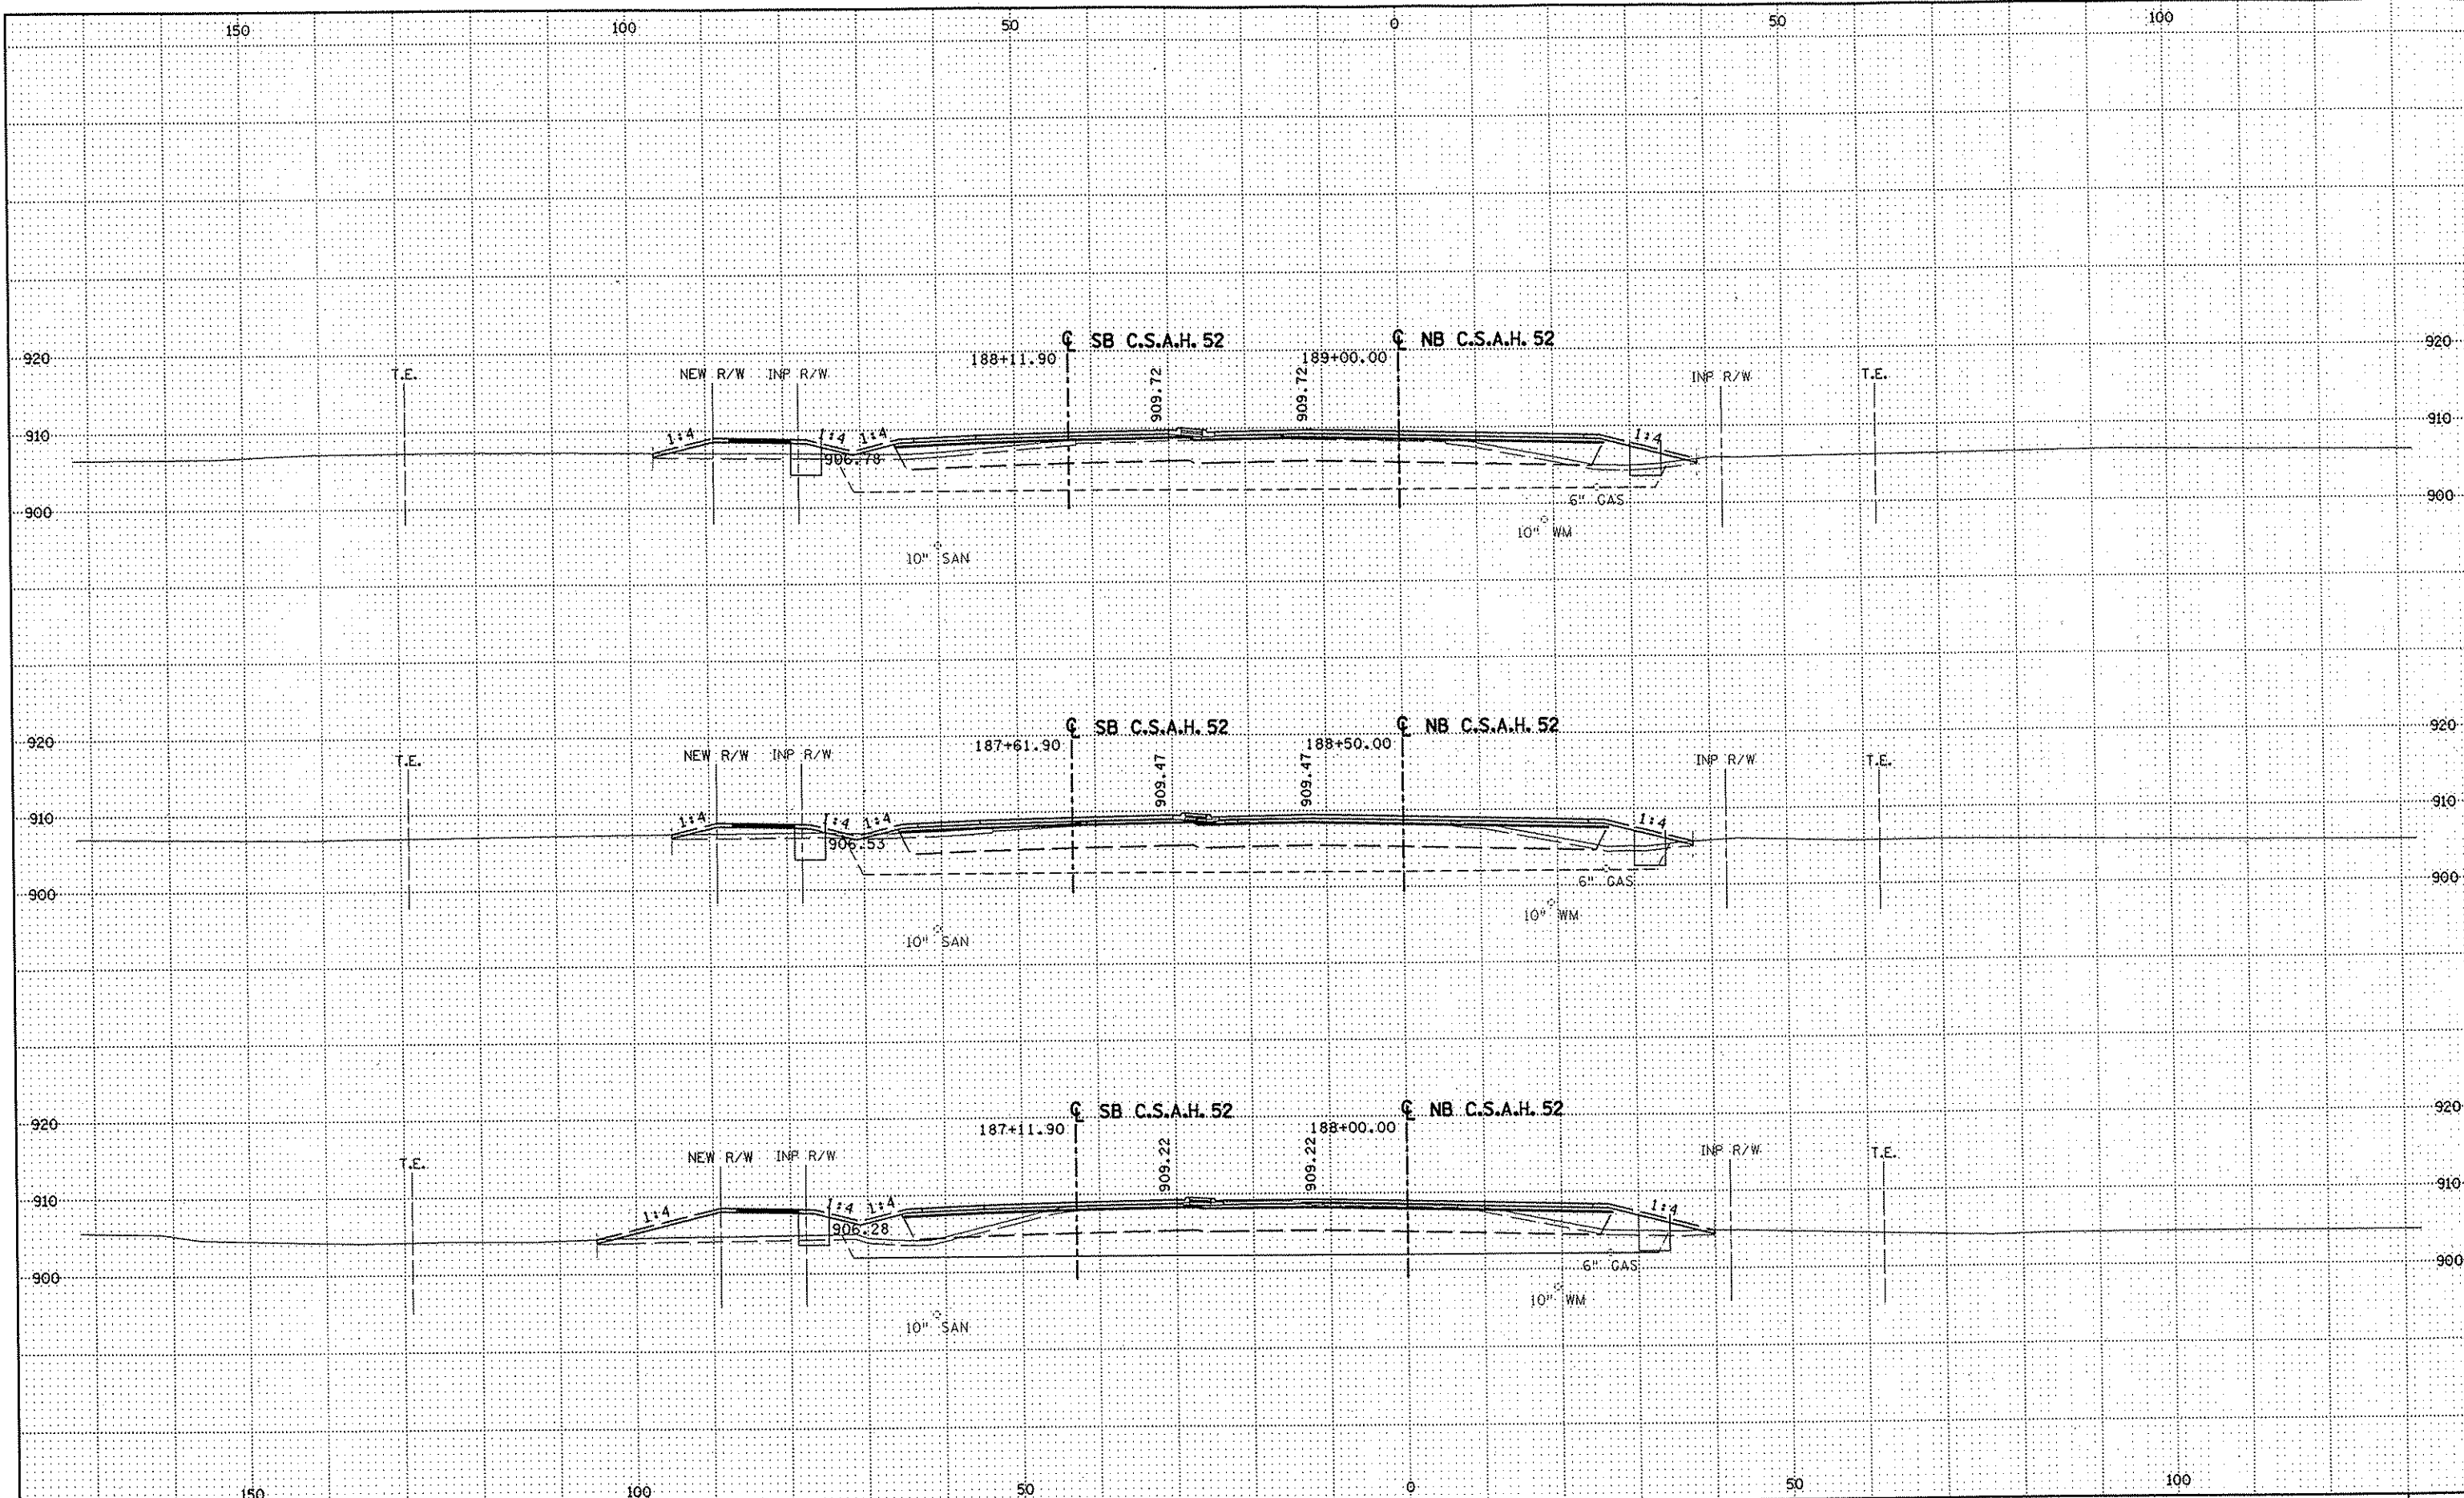 150 100 50 0 50 100
℄ SB C.S.A.H. 52 ℄ NB C.S.A.H. 52
188+11.90 189+00.00
920 920
T.E. NEW R/W INP R/W 909.72 909.72 INP R/W T.E.
910 1:4 1:4 1:4 1:4 910
906.78
900 6" GAS 900
10" WM
10" SAN
℄ SB C.S.A.H. 52 ℄ NB C.S.A.H. 52
187+61.90 188+50.00
920 920
T.E. NEW R/W INP R/W 909.47 909.47 INP R/W T.E.
910 1:4 1:4 1:4 1:4 910
906.53
900 6" GAS 900
10" WM
10" SAN
℄ SB C.S.A.H. 52 ℄ NB C.S.A.H. 52
187+11.90 188+00.00
920 920
T.E. NEW R/W INP R/W 909.22 909.22 INP R/W T.E.
910 1:4 1:4 1:4 1:4 910
906.28
900 6" GAS 900
10" WM
10" SAN
150 100 50 0 50 100